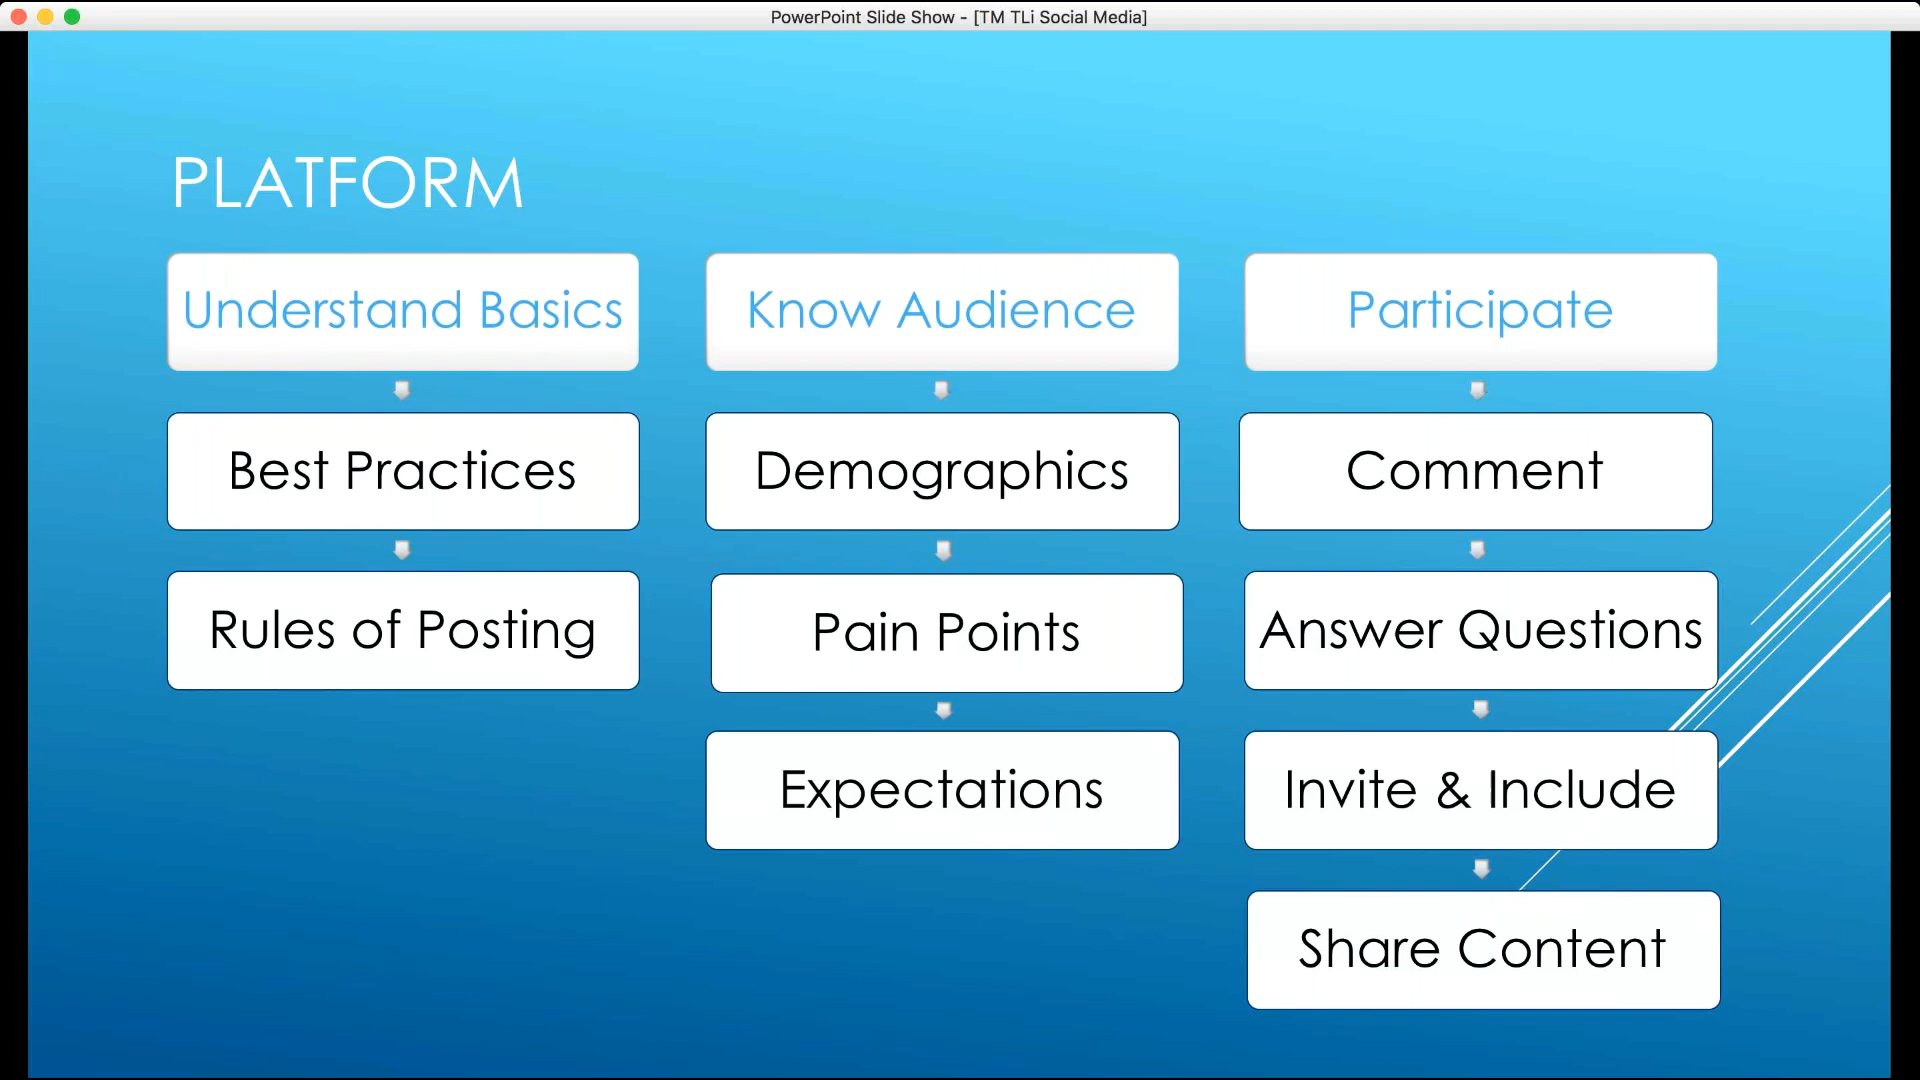 PowerPoint Slide Show - [TM TLi Social Media]
PLATFORM
Understand Basics
Best Practices
Rules of Posting
Know Audience
Demographics
Pain Points
Expectations
Participate
Comment
Answer Questions
Invite & Include
Share Content